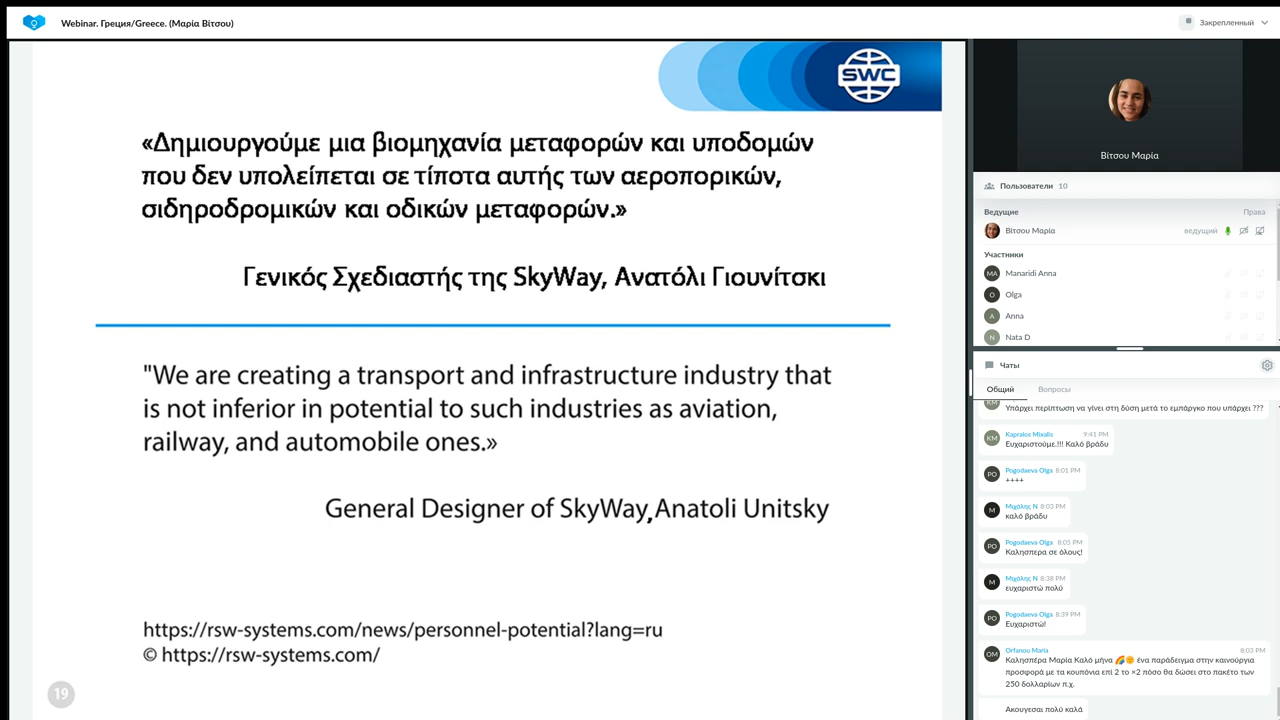 Webinar. Греция/Greece. (Μαρία Βίτσου)
Закрепленный
SWC
«Δημιουργούμε μια βιομηχανία μεταφορών και υποδομών
που δεν υπολείπεται σε τίποτα αυτής των αεροπορικών,
σιδηροδρομικών και οδικών μεταφορών.»
Γενικός Σχεδιαστής της SkyWay, Ανατόλι Γιουνίτσκι
"We are creating a transport and infrastructure industry that
is not inferior in potential to such industries as aviation,
railway, and automobile ones.»
General Designer of SkyWay,Anatoli Unitsky
https://rsw-systems.com/news/personnel-potential?lang=ru
© https://rsw-systems.com/
19
Βίτσου Μαρία
Пользователи 10
Ведущие Права
Βίτσου Μαρία ведущий
Участники
MA Manaridi Anna
O Olga
A Anna
N Nata D
Чаты
Общий Вопросы
KM
Υπάρχει περίπτωση να γίνει στη δύση μετά το εμπάργκο που υπάρχει ???
KM Kapralos Mixalis 9:41 PM
Ευχαριστούμε.!!! Καλό βράδυ
PO Pogodaeva Olga 8:01 PM
++++
M Μιχάλης Ν 8:03 PM
καλό βράδυ
PO Pogodaeva Olga 8:05 PM
Καλησπερα σε όλους!
M Μιχάλης Ν 8:38 PM
ευχαριστώ πολύ
PO Pogodaeva Olga 8:39 PM
Ευχαριστώ!
OM Orfanou Maria 8:03 PM
Καλησπέρα Μαρία Καλό μήνα 🌈🌞 ένα παράδειγμα στην καινούργια
προσφορά με τα κουπόνια επί 2 το ×2 πόσο θα δώσει στο πακέτο των
250 δολλαρίων π.χ.
Ακουγεσαι πολύ καλά